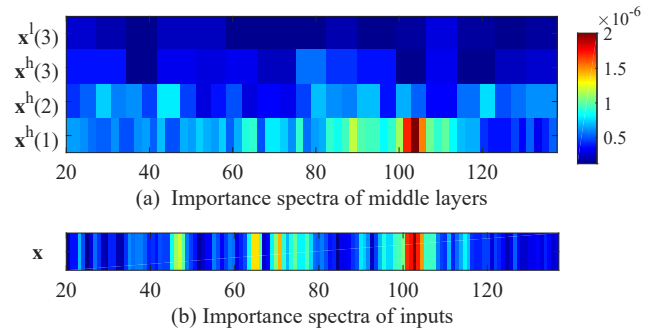 ×10⁻⁶
x^l(3)
x^h(3)
x^h(2)
x^h(1)
2
1.5
1
0.5
20 40 60 80 100 120
(a) Importance spectra of middle layers
x
20 40 60 80 100 120
(b) Importance spectra of inputs